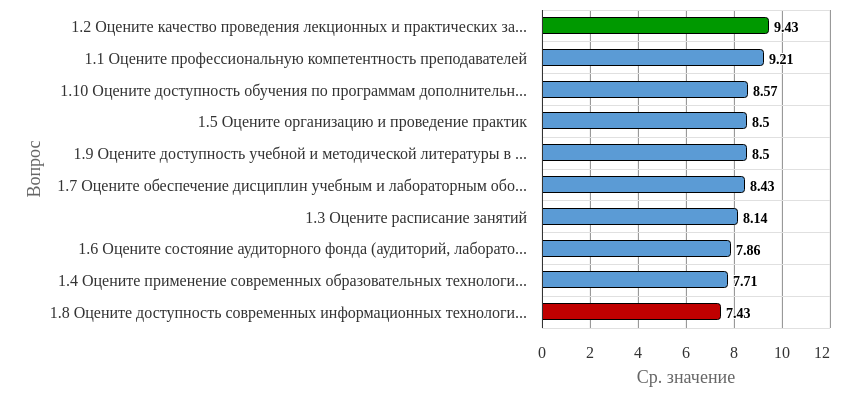 1.2 Оцените качество проведения лекционных и практических за... 9.43
1.1 Оцените профессиональную компетентность преподавателей 9.21
1.10 Оцените доступность обучения по программам дополнительн... 8.57
1.5 Оцените организацию и проведение практик 8.5
1.9 Оцените доступность учебной и методической литературы в ... 8.5
1.7 Оцените обеспечение дисциплин учебным и лабораторным обо... 8.43
1.3 Оцените расписание занятий 8.14
1.6 Оцените состояние аудиторного фонда (аудиторий, лаборато... 7.86
1.4 Оцените применение современных образовательных технологи... 7.71
1.8 Оцените доступность современных информационных технологи... 7.43
Вопрос
0 2 4 6 8 10 12
Ср. значение